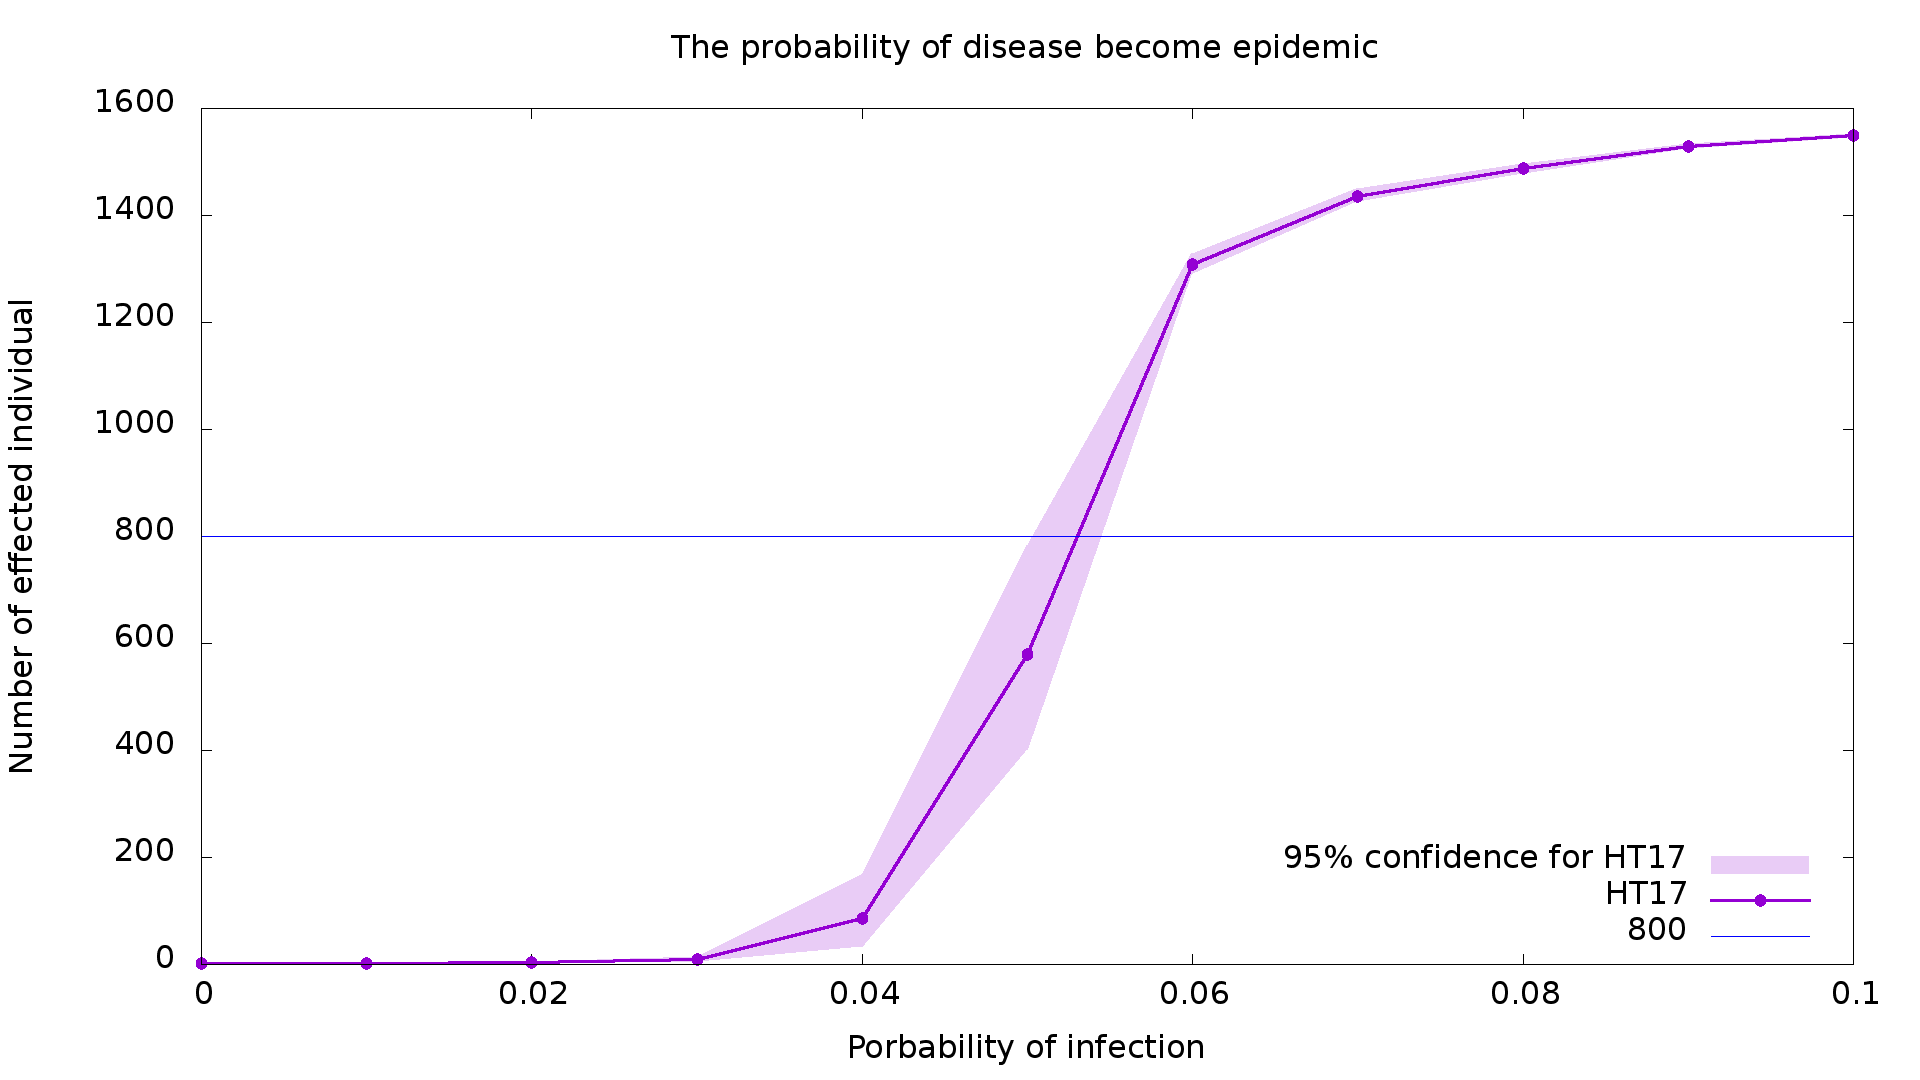 The probability of disease become epidemic
1600
1400
1200
1000
800
600
400
200
0
Number of effected individual
95% confidence for HT17
HT17
800
0 0.02 0.04 0.06 0.08 0.1
Porbability of infection